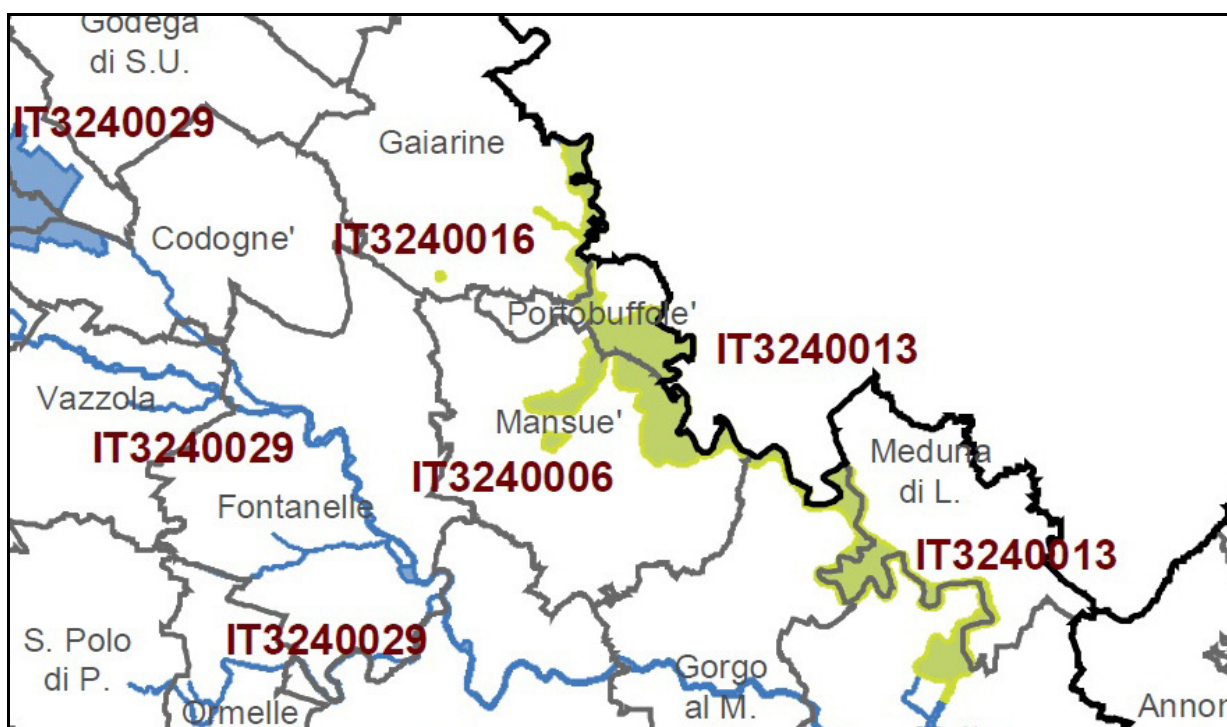 Godega
di S.U.
IT3240029
Gaiarine
Codogne'
IT3240016
Portobuffole'
IT3240013
Vazzola
Mansue'
Meduna
di L.
IT3240029
IT3240006
Fontanelle
IT3240013
S. Polo
di P.
IT3240029
Gorgo
al M.
Ormelle
Annon